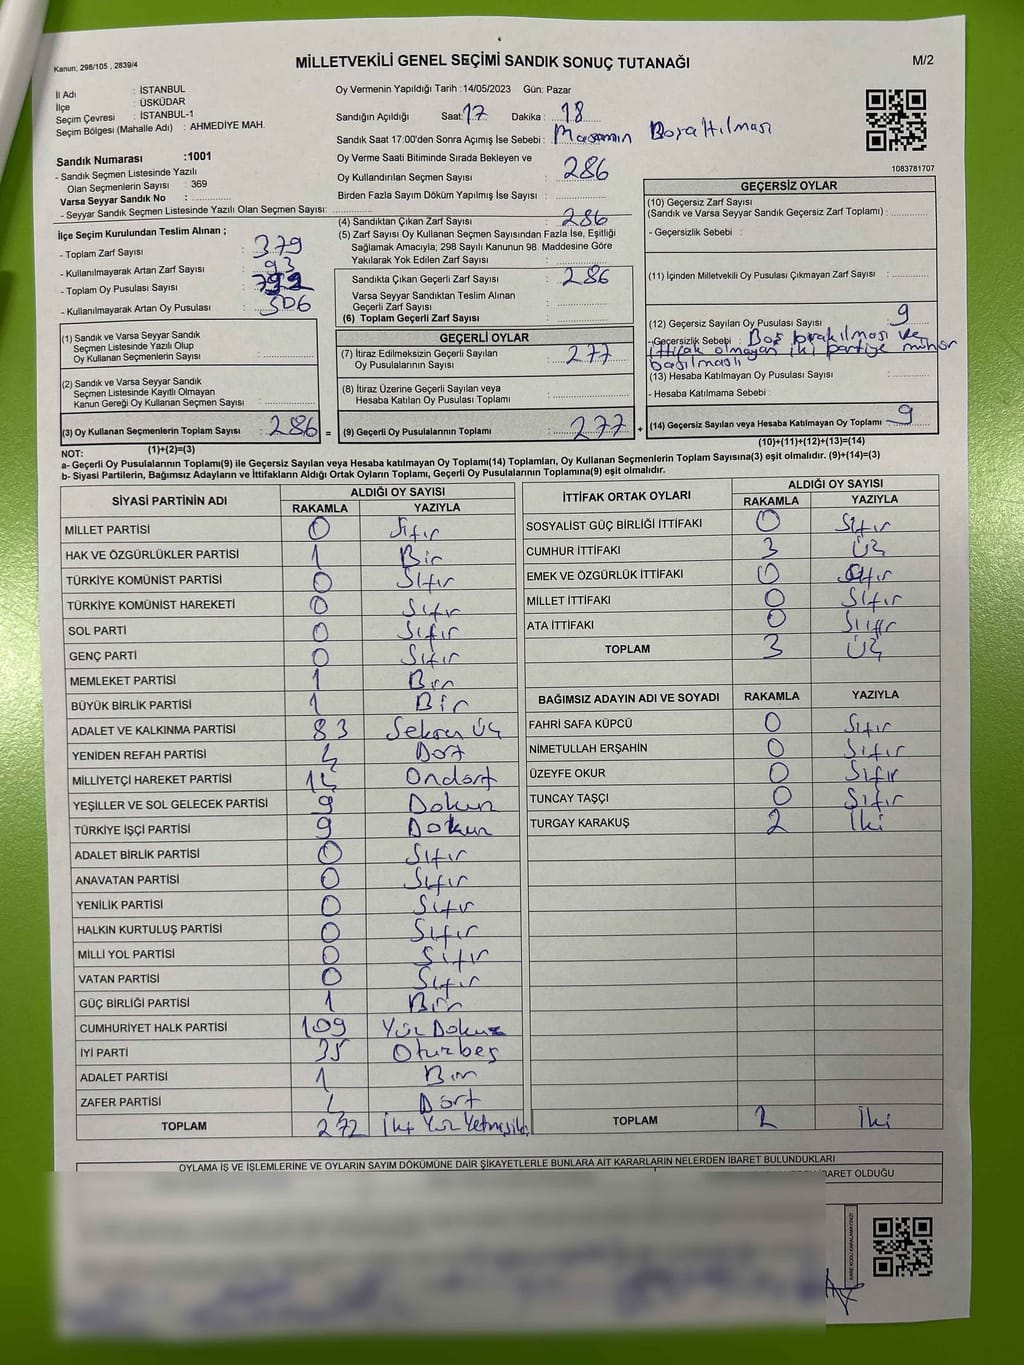 Kanun, 298/105 , 2839/4
MİLLETVEKİLİ GENEL SEÇİMİ SANDIK SONUÇ TUTANAĞI
M/2
İl Adı : İSTANBUL
İlçe : ÜSKÜDAR
Seçim Çevresi : İSTANBUL-1
Seçim Bölgesi (Mahalle Adı) : AHMEDİYE MAH.
Sandık Numarası :1001
- Sandık Seçmen Listesinde Yazılı
Olan Seçmenlerin Sayısı : 369
Varsa Seyyar Sandık No :
- Seyyar Sandık Seçmen Listesinde Yazılı Olan Seçmen Sayısı:
Oy Vermenin Yapıldığı Tarih :14/05/2023 Gün: Pazar
Sandığın Açıldığı Saat: 17 Dakika : 18
Sandık Saat 17:00'den Sonra Açımış İse Sebebi :
Oy Verme Saati Bitiminde Sırada Bekleyen ve
Oy Kullandırılan Seçmen Sayısı : 286
Birden Fazla Sayım Döküm Yapılmış İse Sayısı :
1083781707
İlçe Seçim Kurulundan Teslim Alınan ;
- Toplam Zarf Sayısı : 379
- Kullanılmayarak Artan Zarf Sayısı : 93
- Toplam Oy Pusulası Sayısı :
- Kullanılmayarak Artan Oy Pusulası : 506
(4) Sandıktan Çıkan Zarf Sayısı : 286
(5) Zarf Sayısı Oy Kullanan Seçmen Sayısından Fazla İse, Eşitliği
Sağlamak Amacıyla, 298 Sayılı Kanunun 98. Maddesine Göre
Yakılarak Yok Edilen Zarf Sayısı :
Sandıkta Çıkan Geçerli Zarf Sayısı : 286
Varsa Seyyar Sandıktan Teslim Alınan
Geçerli Zarf Sayısı :
(6) Toplam Geçerli Zarf Sayısı :
GEÇERSİZ OYLAR
(10) Geçersiz Zarf Sayısı
(Sandık ve Varsa Seyyar Sandık Geçersiz Zarf Toplamı) :
- Geçersizlik Sebebi :
(11) İçinden Milletvekili Oy Pusulası Çıkmayan Zarf Sayısı :
(12) Geçersiz Sayılan Oy Pusulası Sayısı : 9
-Geçersizlik Sebebi : Boş bırakılması ve
ittifak olmayan iki partiye mühür
basılması
(13) Hesaba Katılmayan Oy Pusulası Sayısı :
- Hesaba Katılmama Sebebi :
(14) Geçersiz Sayılan veya Hesaba Katılmayan Oy Toplamı : 9
(10)+(11)+(12)+(13)=(14)
(1) Sandık ve Varsa Seyyar Sandık
Seçmen Listesinde Yazılı Olup
Oy Kullanan Seçmenlerin Sayısı :
(2) Sandık ve Varsa Seyyar Sandık
Seçmen Listesinde Kayıtlı Olmayan
Kanun Gereği Oy Kullanan Seçmen Sayısı :
(3) Oy Kullanan Seçmenlerin Toplam Sayısı : 286 =
(1)+(2)=(3)
GEÇERLİ OYLAR
(7) İtiraz Edilmeksizin Geçerli Sayılan
Oy Pusulasının Sayısı : 277
(8) İtiraz Üzerine Geçerli Sayılan veya
Hesaba Katılan Oy Pusulası Toplamı :
(9) Geçerli Oy Pusulalarının Toplamı : 277 +
NOT:
a- Geçerli Oy Pusulalarının Toplamı(9) ile Geçersiz Sayılan veya Hesaba katılmayan Oy Toplamı(14) Toplamları, Oy Kullanan Seçmenlerin Toplam Sayısına(3) eşit olmalıdır. (9)+(14)=(3)
b- Siyasi Partilerin, Bağımsız Adayların ve İttifakların Aldığı Ortak Oyların Toplamı, Geçerli Oy Pusulalarının Toplamına(9) eşit olmalıdır.
SİYASİ PARTİNİN ADI ALDIĞI OY SAYISI
RAKAMLA YAZIYLA
MİLLET PARTİSİ 0 Sıfır
HAK VE ÖZGÜRLÜKLER PARTİSİ 1 Bir
TÜRKİYE KOMÜNİST PARTİSİ 0 Sıfır
TÜRKİYE KOMÜNİST HAREKETİ 0 Sıfır
SOL PARTİ 0 Sıfır
GENÇ PARTİ 0 Sıfır
MEMLEKET PARTİSİ 1 Bir
BÜYÜK BİRLİK PARTİSİ 1 Bir
ADALET VE KALKINMA PARTİSİ 83 Seksen Üç
YENİDEN REFAH PARTİSİ 4 Dört
MİLLİYETÇİ HAREKET PARTİSİ 14 Ondört
YEŞİLLER VE SOL GELECEK PARTİSİ 9 Dokuz
TÜRKİYE İŞÇİ PARTİSİ 9 Dokuz
ADALET BİRLİK PARTİSİ 0 Sıfır
ANAVATAN PARTİSİ 0 Sıfır
YENİLİK PARTİSİ 0 Sıfır
HALKIN KURTULUŞ PARTİSİ 0 Sıfır
MİLLİ YOL PARTİSİ 0 Sıfır
VATAN PARTİSİ 0 Sıfır
GÜÇ BİRLİĞİ PARTİSİ 1 Bir
CUMHURİYET HALK PARTİSİ 109 Yüz Dokuz
İYİ PARTİ 35 Oturbeş
ADALET PARTİSİ 1 Bir
ZAFER PARTİSİ 4 Dört
TOPLAM 272 İki Yüz Yetmişiki
İTTİFAK ORTAK OYLARI ALDIĞI OY SAYISI
RAKAMLA YAZIYLA
SOSYALİST GÜÇ BİRLİĞİ İTTİFAKI 0 Sıfır
CUMHUR İTTİFAKI 3 Üç
EMEK VE ÖZGÜRLÜK İTTİFAKI 0 Sıfır
MİLLET İTTİFAKI 0 Sıfır
ATA İTTİFAKI 0 Sıfır
TOPLAM 3 Üç
BAĞIMSIZ ADAYIN ADI VE SOYADI RAKAMLA YAZIYLA
FAHRİ SAFA KÜPCÜ 0 Sıfır
NİMETULLAH ERŞAHİN 0 Sıfır
ÜZEYFE OKUR 0 Sıfır
TUNCAY TAŞÇI 0 Sıfır
TURGAY KARAKUŞ 2 İki
TOPLAM 2 İki
OYLAMA İŞ VE İŞLEMLERİNE VE OYLARIN SAYIM DÖKÜMÜNE DAİR ŞİKAYETLERLE BUNLARA AİT KARARLARIN NELERDEN İBARET BULUNDUKLARI
İBARET OLDUĞU